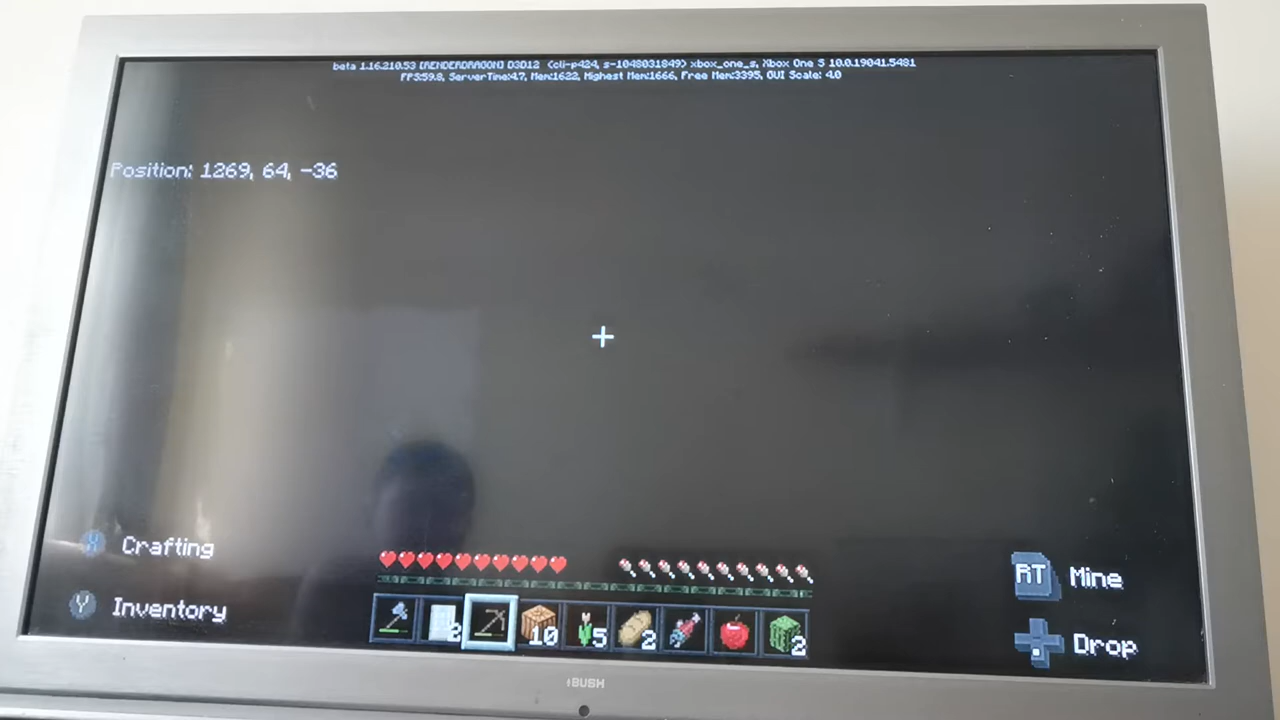 beta 1.16.210.53 [RENDERDRAGON] D3D12 (cli-p424, s-1048031849) xbox_one_s, Xbox One S 10.0.19041.5481
FPS:59.8, ServerTime:4.7, Mem:1622, Highest Mem:1666, Free Mem:3395, GUI Scale: 4.0
Position: 1269, 64, -36
X Crafting
Y Inventory
RT Mine
Drop
2
10
5
2
2
BUSH